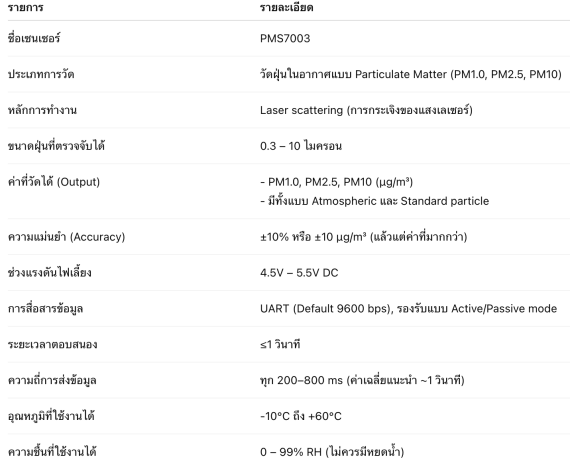 รายการ รายละเอียด
ชื่อเซนเซอร์ PMS7003
ประเภทการวัด วัดฝุ่นในอากาศแบบ Particulate Matter (PM1.0, PM2.5, PM10)
หลักการทำงาน Laser scattering (การกระเจิงของแสงเลเซอร์)
ขนาดฝุ่นที่ตรวจจับได้ 0.3 – 10 ไมครอน
ค่าที่วัดได้ (Output) - PM1.0, PM2.5, PM10 (μg/m³)
- มีทั้งแบบ Atmospheric และ Standard particle
ความแม่นยำ (Accuracy) ±10% หรือ ±10 μg/m³ (แล้วแต่ค่าที่มากกว่า)
ช่วงแรงดันไฟเลี้ยง 4.5V – 5.5V DC
การสื่อสารข้อมูล UART (Default 9600 bps), รองรับแบบ Active/Passive mode
ระยะเวลาตอบสนอง ≤1 วินาที
ความถี่การส่งข้อมูล ทุก 200–800 ms (ค่าเฉลี่ยแนะนำ ~1 วินาที)
อุณหภูมิที่ใช้งานได้ -10°C ถึง +60°C
ความชื้นที่ใช้งานได้ 0 – 99% RH (ไม่ควรมีหยดน้ำ)